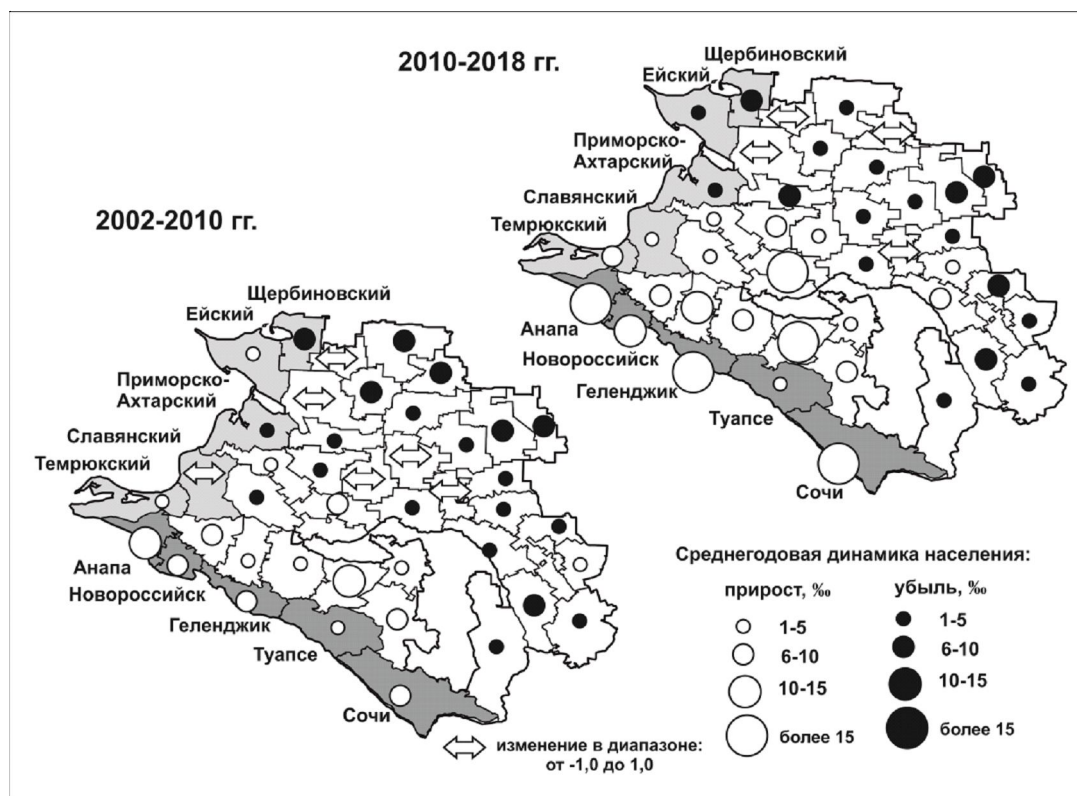 2010-2018 гг.
Щербиновский
Ейский
Приморско-
Ахтарский
Славянский
Темрюкский
Анапа
Новороссийск
Геленджик
Туапсе
Сочи
2002-2010 гг.
Щербиновский
Ейский
Приморско-
Ахтарский
Славянский
Темрюкский
Анапа
Новороссийск
Геленджик
Туапсе
Сочи
Среднегодовая динамика населения:
прирост, ‰
1-5
6-10
10-15
более 15
убыль, ‰
1-5
6-10
10-15
более 15
изменение в диапазоне:
от -1,0 до 1,0